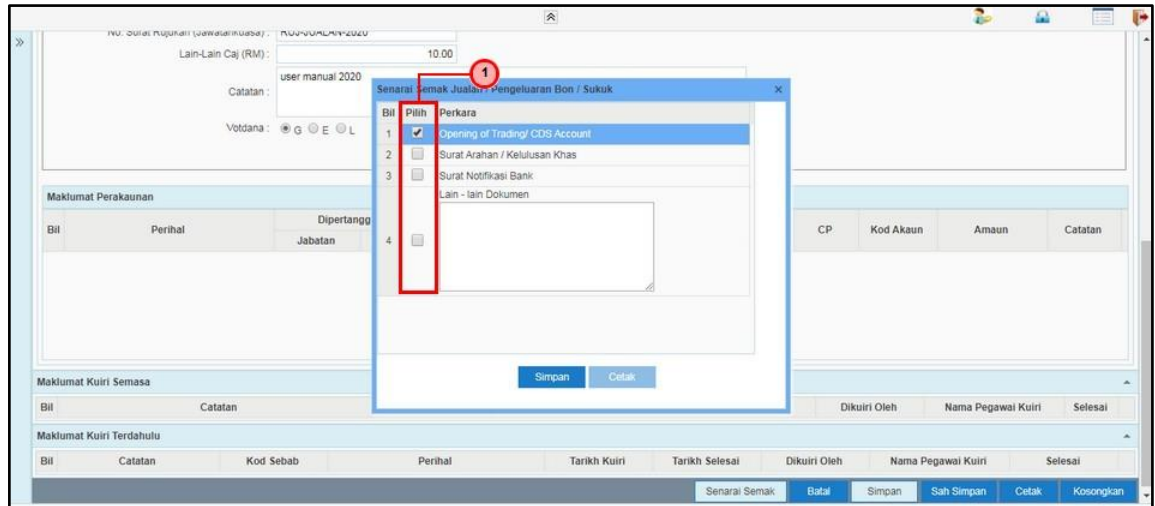 No. Surat Rujukan (Jawatankuasa) : RUJ-JUALAN-2020
Lain-Lain Caj (RM) : 10.00
Catatan : user manual 2020
Votdana : G E L
1
Senarai Semak Jualan / Pengeluaran Bon / Sukuk ×
Bil Pilih Perkara
1 Opening of Trading/ CDS Account
2 Surat Arahan / Kelulusan Khas
3 Surat Notifikasi Bank
4 Lain - lain Dokumen
Simpan Cetak
Maklumat Perakaunan
Bil Perihal Dipertangg CP Kod Akaun Amaun Catatan
Jabatan
Maklumat Kuiri Semasa
Bil Catatan Dikuiri Oleh Nama Pegawai Kuiri Selesai
Maklumat Kuiri Terdahulu
Bil Catatan Kod Sebab Perihal Tarikh Kuiri Tarikh Selesai Dikuiri Oleh Nama Pegawai Kuiri Selesai
Senarai Semak Batal Simpan Sah Simpan Cetak Kosongkan